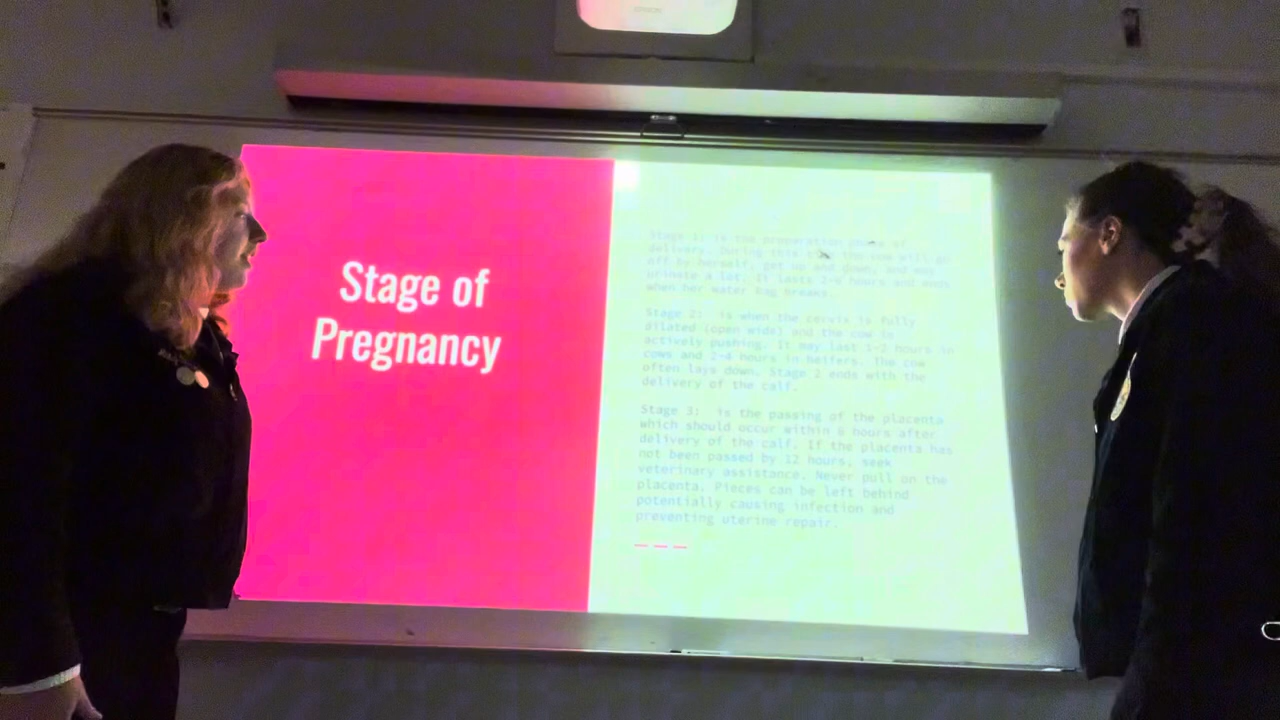 EPSON
Stage of
Pregnancy
Stage 1: is the preparation phase of
delivery. During this time the cow will go
off by herself, get up and down, and may
urinate a lot. It lasts 2-6 hours and ends
when her water bag breaks.
Stage 2:  is when the cervix is fully
dilated (open wide) and the cow is
actively pushing. It may last 1-2 hours in
cows and 2-4 hours in heifers. The cow
often lays down. Stage 2 ends with the
delivery of the calf.
Stage 3:  is the passing of the placenta
which should occur within 6 hours after
delivery of the calf. If the placenta has
not been passed by 12 hours, seek
veterinary assistance. Never pull on the
placenta. Pieces can be left behind
potentially causing infection and
preventing uterine repair.